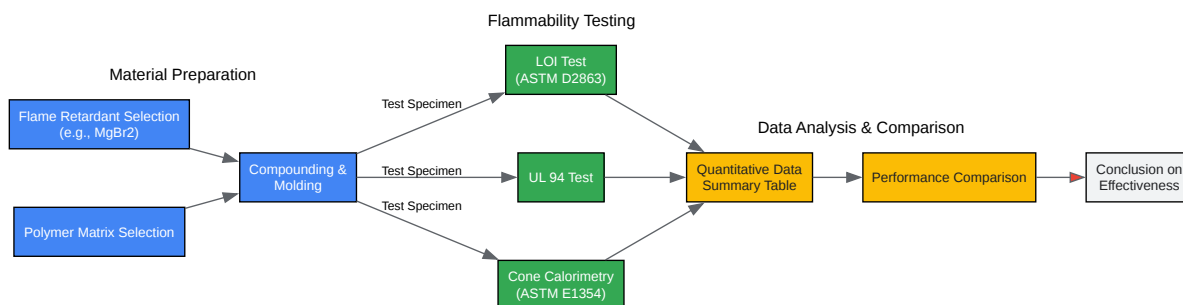 Flammability Testing
Material Preparation
LOI Test
(ASTM D2863)
Flame Retardant Selection
(e.g., MgBr2)
Test Specimen
Data Analysis & Comparison
Compounding &
Molding
Test Specimen
UL 94 Test
Quantitative Data
Summary Table
Performance Comparison
Conclusion on
Effectiveness
Polymer Matrix Selection
Test Specimen
Cone Calorimetry
(ASTM E1354)